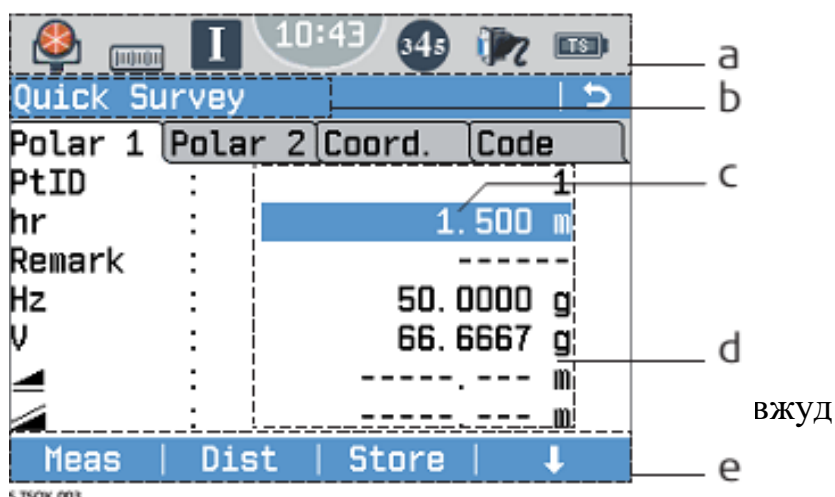 I 10:43 345 TS a
Quick Survey b
Polar 1 Polar 2 Coord. Code
PtID : 1 c
hr : 1.500 m
Remark : ------
Hz : 50.0000 g
V : 66.6667 g d
: -----.--- m
вжуд
: -----.--- m
Meas | Dist | Store | e